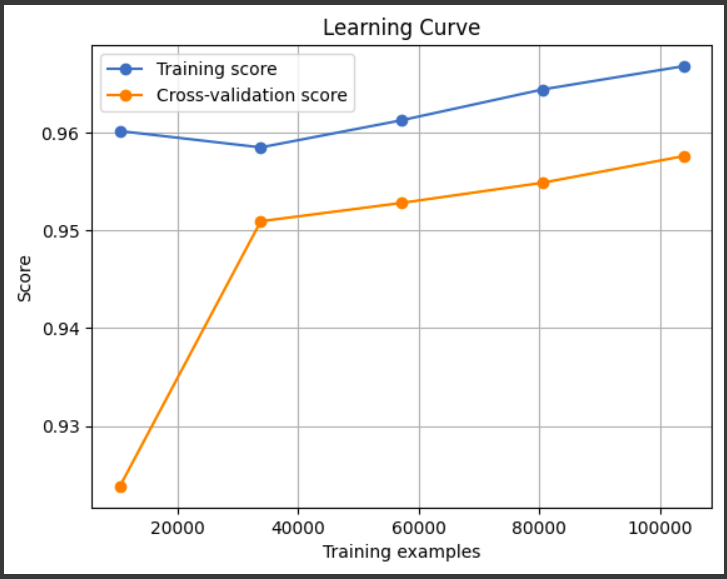 Learning Curve
Training score
Cross-validation score
0.96
0.95
0.94
0.93
Score
20000 40000 60000 80000 100000
Training examples